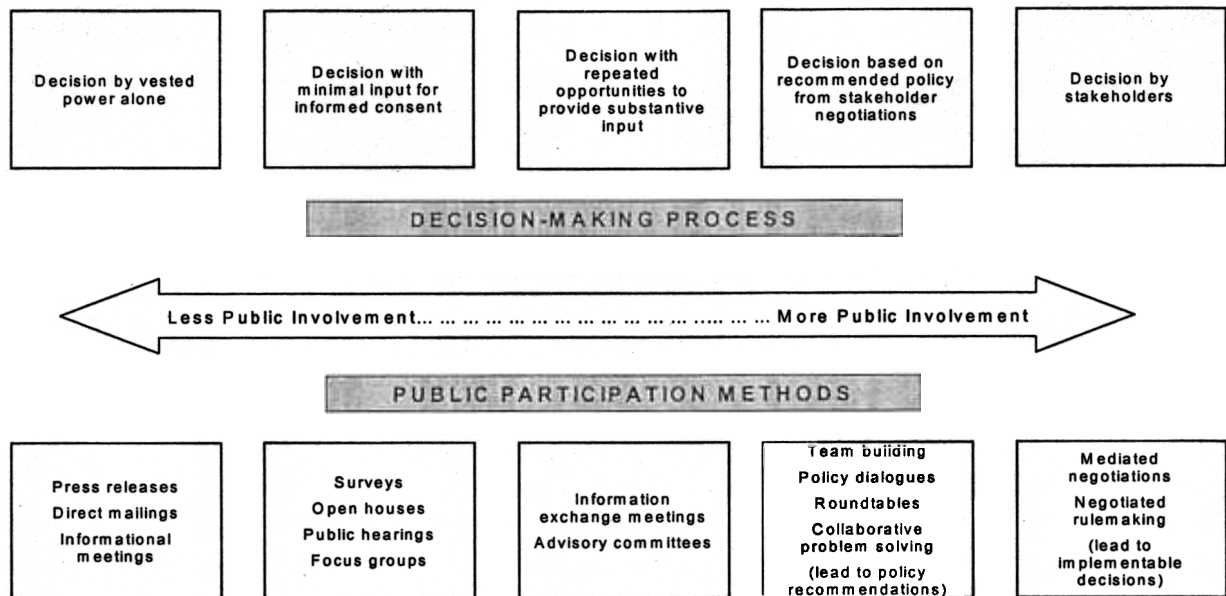 Decision by vested
power alone
Decision with
minimal input for
informed consent
Decision with
repeated
opportunities to
provide substantive
input
Decision based on
recommended policy
from stakeholder
negotiations
Decision by
stakeholders
DECISION-MAKING PROCESS
Less Public Involvement... ... ... ... ... ... ... ... ... ... ... ... ..... ... ... ... More Public Involvement
PUBLIC PARTICIPATION METHODS
Press releases
Direct mailings
Informational
meetings
Surveys
Open houses
Public hearings
Focus groups
Information
exchange meetings
Advisory committees
Team building
Policy dialogues
Roundtables
Collaborative
problem solving
(lead to policy
recommendations)
Mediated
negotiations
Negotiated
rulemaking
(lead to
implementable
decisions)